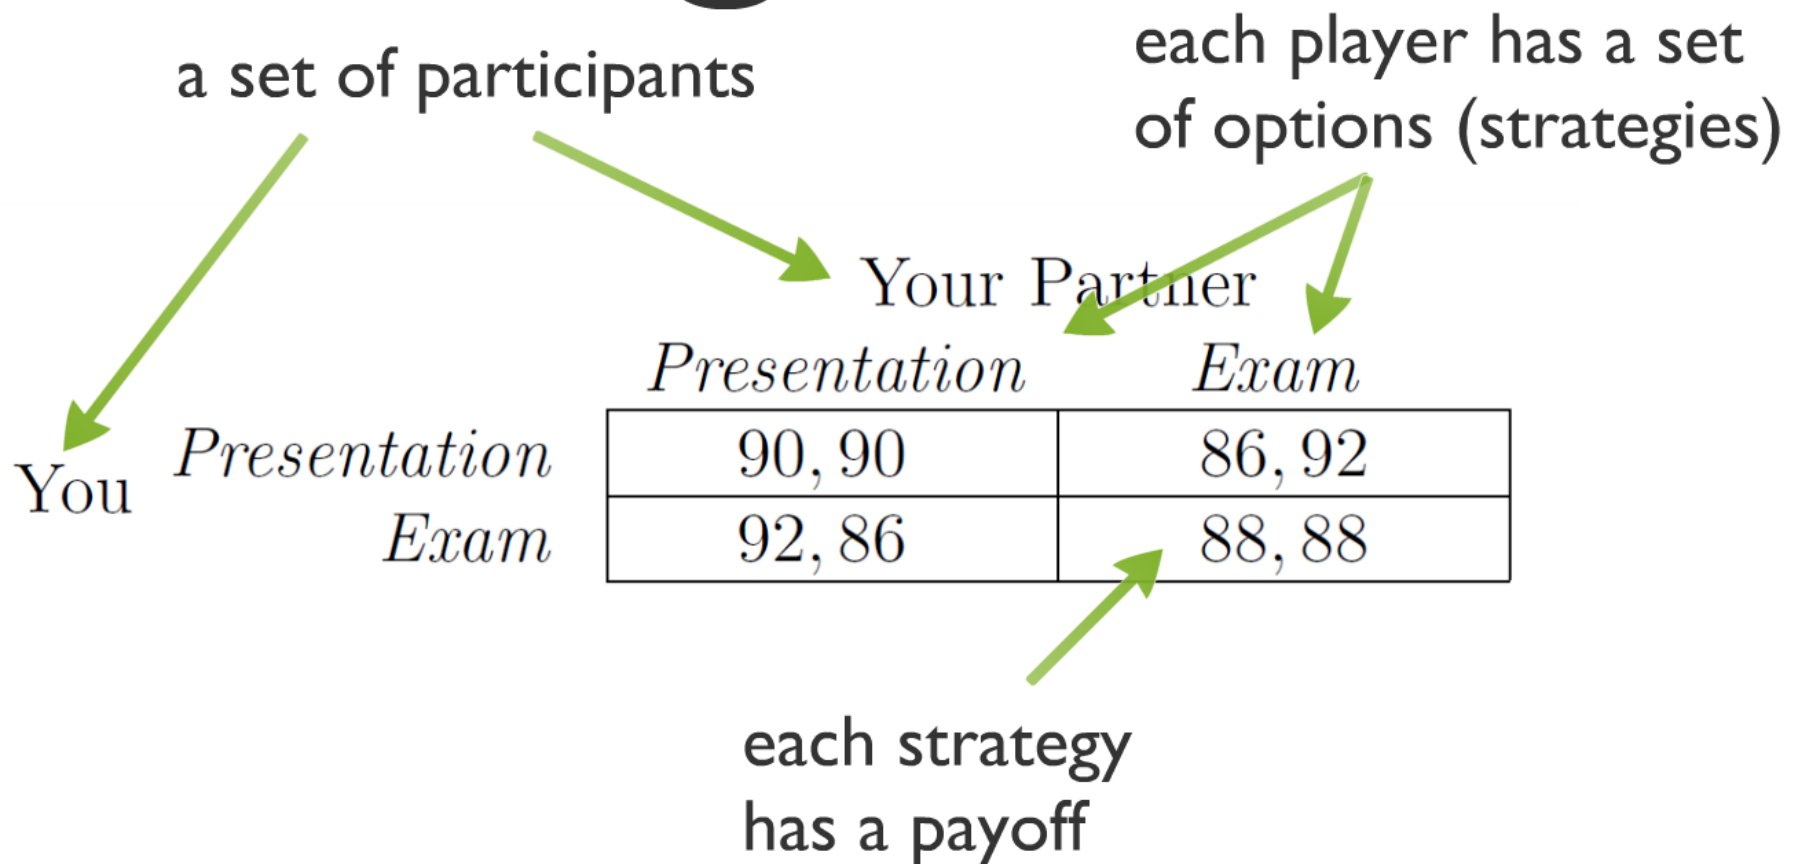 a set of participants
each player has a set
of options (strategies)
Your Partner
Presentation Exam
You
Presentation 90, 90 86, 92
Exam 92, 86 88, 88
each strategy
has a payoff